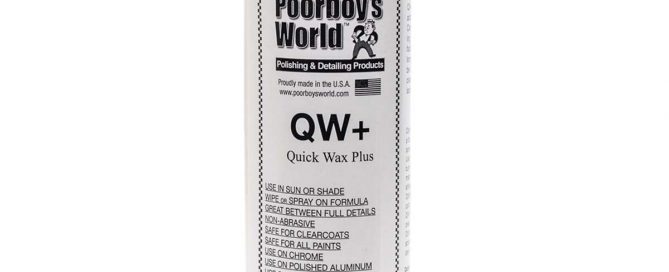 Poorboy's
World™
Polishing & Detailing Products
Proudly made in the U.S.A.
www.poorboysworld.com
QW+
Quick Wax Plus
USE IN SUN OR SHADE
WIPE OR SPRAY ON FORMULA
GREAT BETWEEN FULL DETAILS
NON-ABRASIVE
SAFE FOR CLEARCOATS
SAFE FOR ALL PAINTS
USE ON CHROME
USE ON POLISHED ALUMINUM